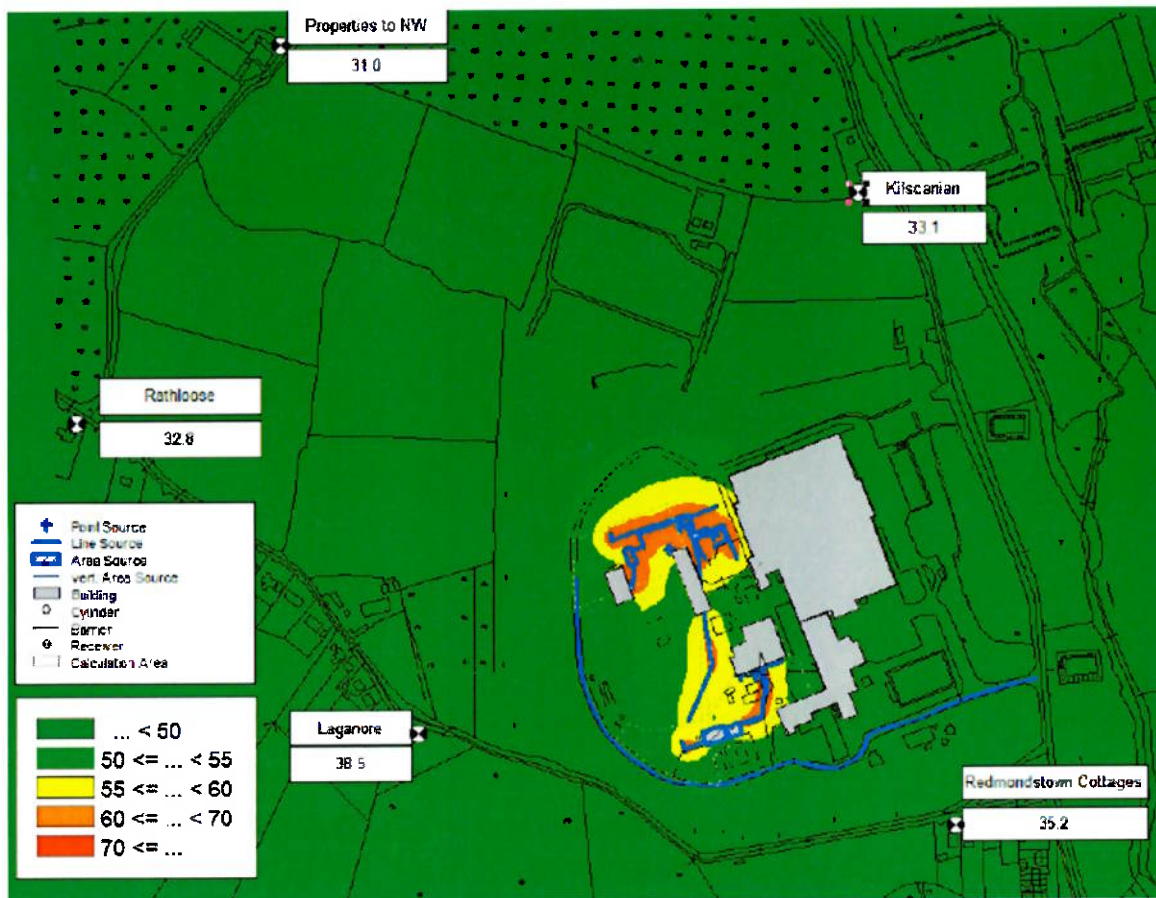 Properties to NW
31.0
Kilscanian
33.1
Rathloose
32.8
Point Source
Line Source
Area Source
vert. Area Source
Building
Cylinder
Barrier
Receiver
Calculation Area
... < 50
50 <= ... < 55
55 <= ... < 60
60 <= ... < 70
70 <= ...
Laganore
38.5
Redmondstown Cottages
35.2